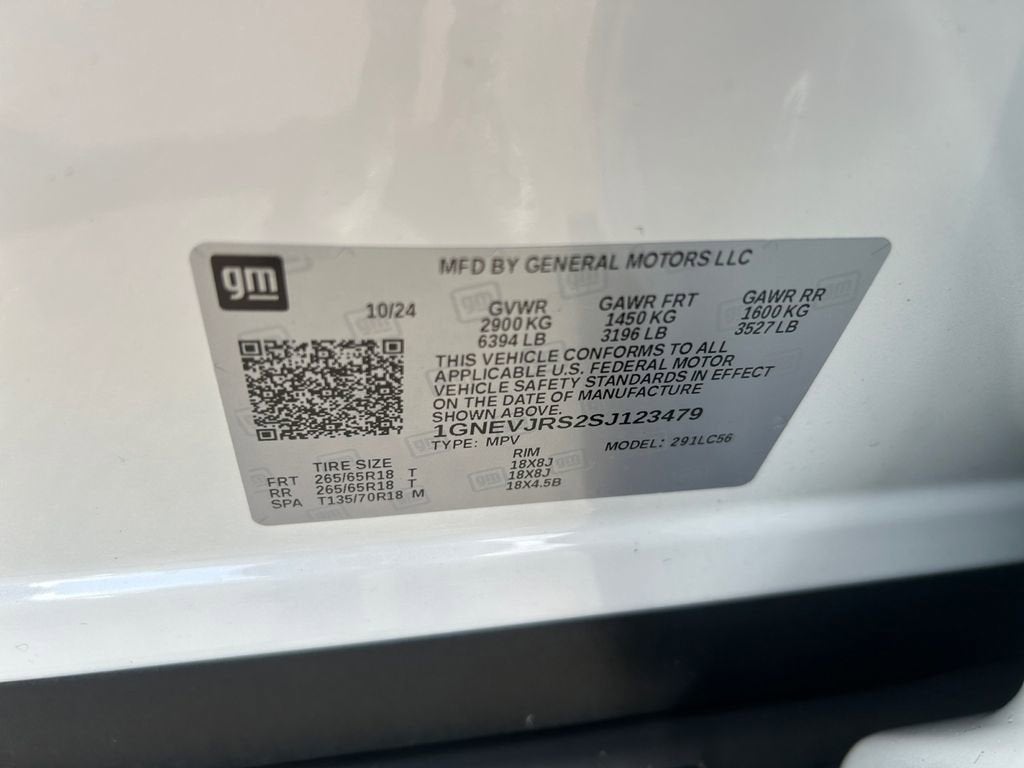 gm
MFD BY GENERAL MOTORS LLC
10/24 GVWR GAWR FRT GAWR RR
2900 KG 1450 KG 1600 KG
6394 LB 3196 LB 3527 LB
THIS VEHICLE CONFORMS TO ALL
APPLICABLE U.S. FEDERAL MOTOR
VEHICLE SAFETY STANDARDS IN EFFECT
ON THE DATE OF MANUFACTURE
SHOWN ABOVE.
1GNEVJRS2SJ123479
TYPE: MPV MODEL: 291LC56
TIRE SIZE RIM
FRT 265/65R18 T 18X8J
RR 265/65R18 T 18X8J
SPA T135/70R18 M 18X4.5B